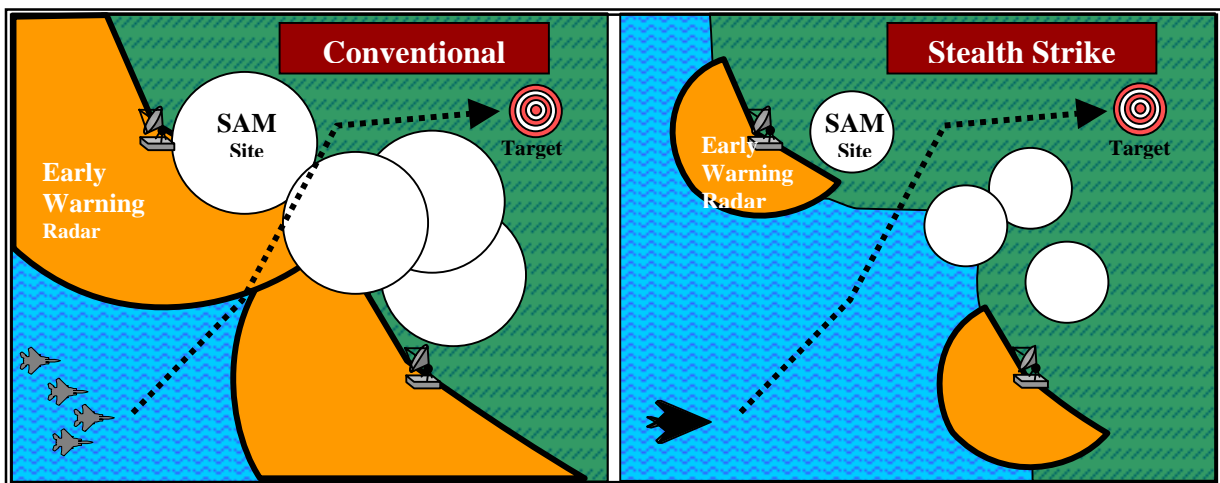 Conventional
SAM
Site
Early
Warning
Radar
Target
Stealth Strike
SAM
Site
Early
Warning
Radar
Target